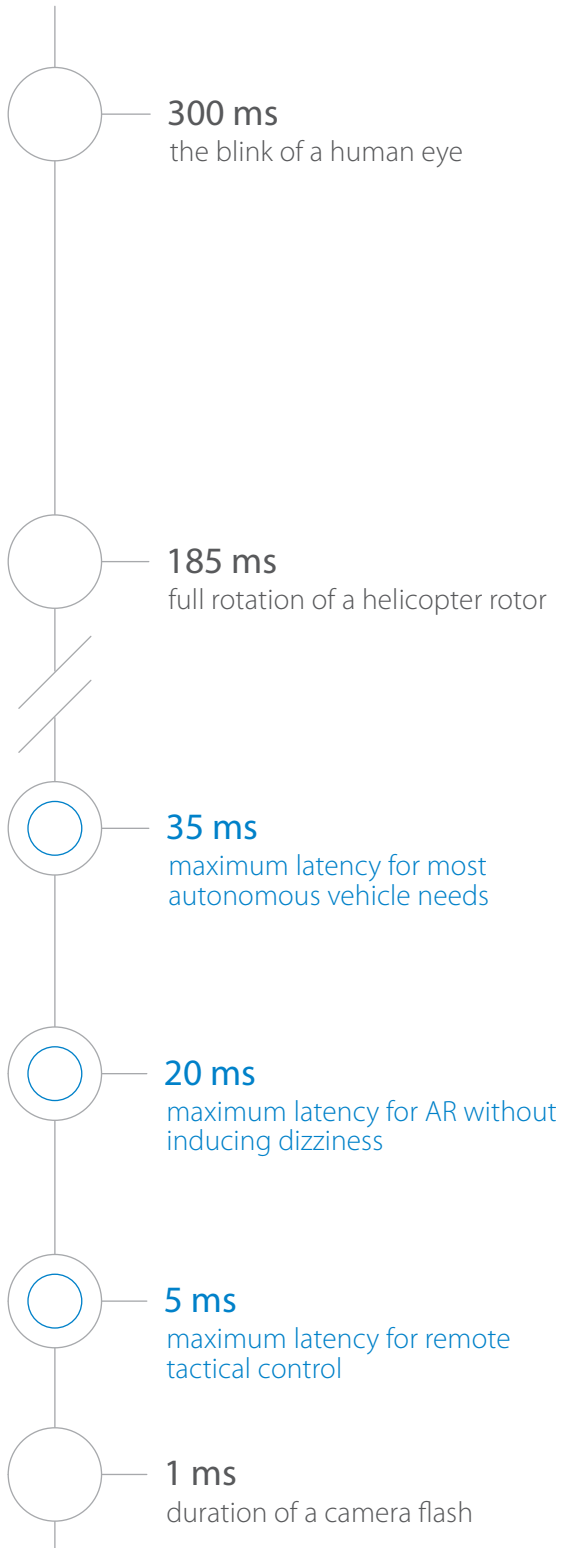 300 ms
the blink of a human eye
185 ms
full rotation of a helicopter rotor
35 ms
maximum latency for most
autonomous vehicle needs
20 ms
maximum latency for AR without
inducing dizziness
5 ms
maximum latency for remote
tactical control
1 ms
duration of a camera flash